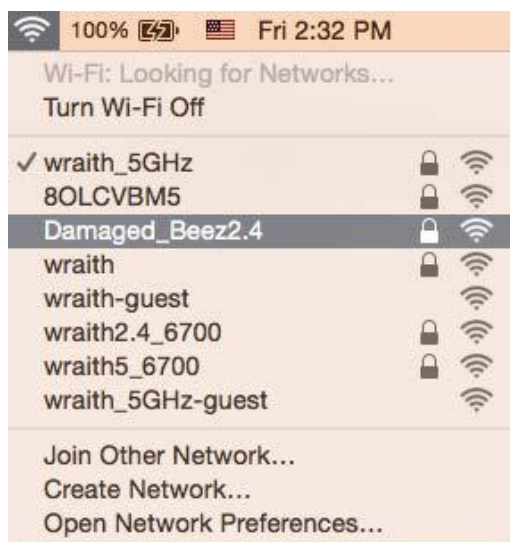 100% Fri 2:32 PM
Wi-Fi: Looking for Networks...
Turn Wi-Fi Off
✓ wraith_5GHz
8OLCVBM5
Damaged_Beez2.4
wraith
wraith-guest
wraith2.4_6700
wraith5_6700
wraith_5GHz-guest
Join Other Network...
Create Network...
Open Network Preferences...